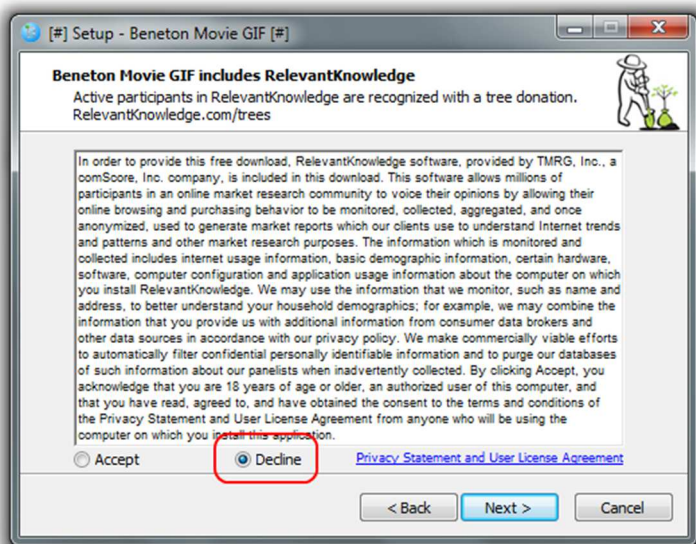 [#] Setup - Beneton Movie GIF [#]
Beneton Movie GIF includes RelevantKnowledge
Active participants in RelevantKnowledge are recognized with a tree donation.
RelevantKnowledge.com/trees
In order to provide this free download, RelevantKnowledge software, provided by TMRG, Inc., a
comScore, Inc. company, is included in this download. This software allows millions of
participants in an online market research community to voice their opinions by allowing their
online browsing and purchasing behavior to be monitored, collected, aggregated, and once
anonymized, used to generate market reports which our clients use to understand Internet trends
and patterns and other market research purposes. The information which is monitored and
collected includes internet usage information, basic demographic information, certain hardware,
software, computer configuration and application usage information about the computer on which
you install RelevantKnowledge. We may use the information that we monitor, such as name and
address, to better understand your household demographics; for example, we may combine the
information that you provide us with additional information from consumer data brokers and
other data sources in accordance with our privacy policy. We make commercially viable efforts
to automatically filter confidential personally identifiable information and to purge our databases
of such information about our panelists when inadvertently collected. By clicking Accept, you
acknowledge that you are 18 years of age or older, an authorized user of this computer, and
that you have read, agreed to, and have obtained the consent to the terms and conditions of
the Privacy Statement and User License Agreement from anyone who will be using the
computer on which you install this application.
Accept Decline Privacy Statement and User License Agreement
< Back Next > Cancel